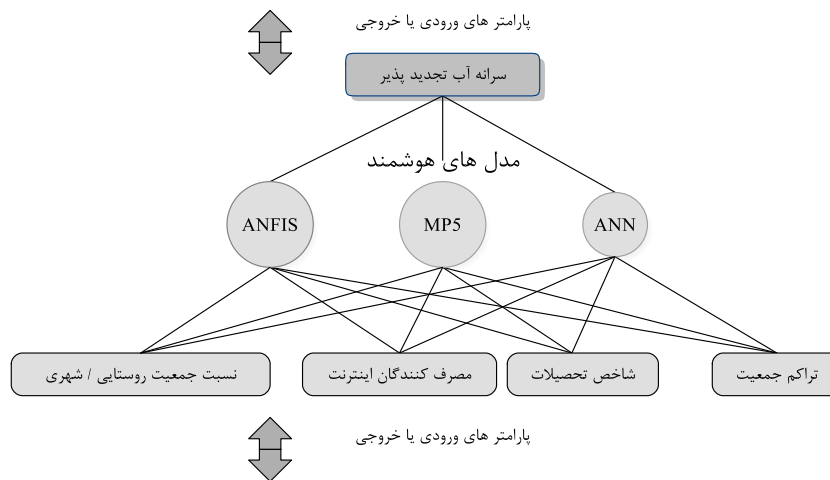 پارامتر های ورودی یا خروجی
سرانه آب تجدید پذیر
مدل های هوشمند
ANFIS
MP5
ANN
تراکم جمعیت
شاخص تحصیلات
مصرف کنندگان اینترنت
نسبت جمعیت روستایی / شهری
پارامتر های ورودی یا خروجی